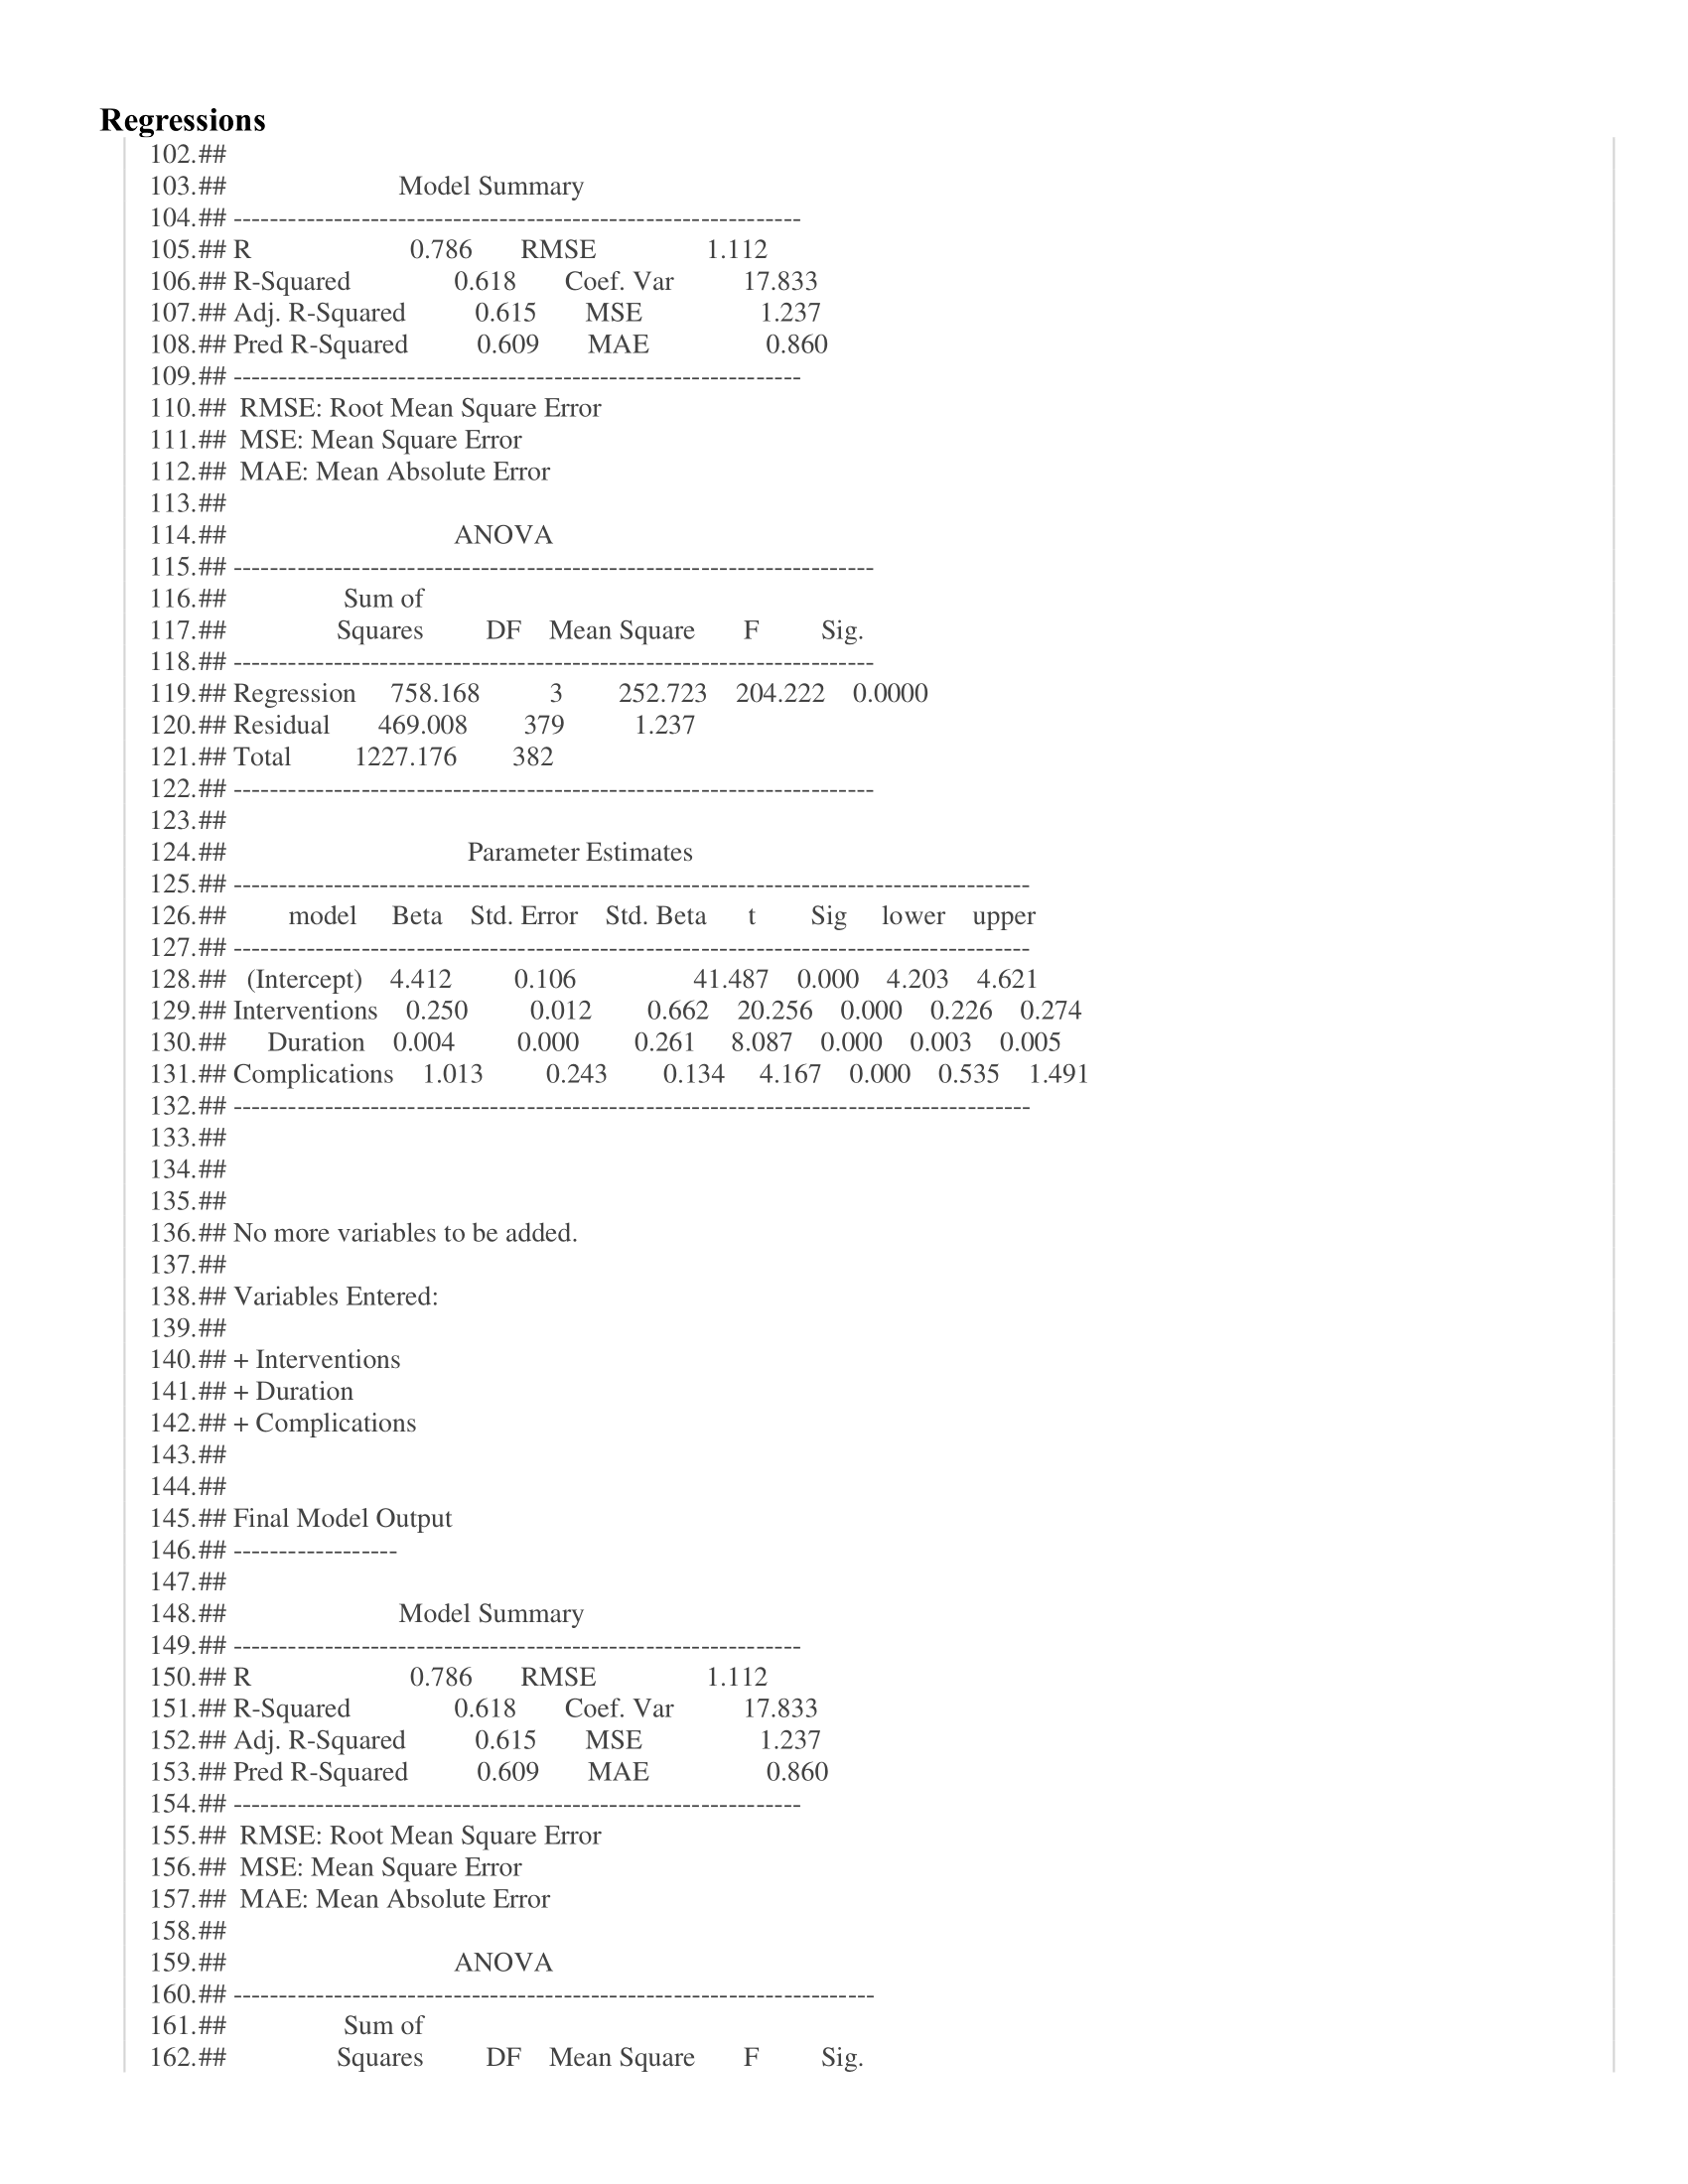 Regressions
102.##
103.## Model Summary
104.## --------------------------------------------------------------
105.## R 0.786 RMSE 1.112
106.## R-Squared 0.618 Coef. Var 17.833
107.## Adj. R-Squared 0.615 MSE 1.237
108.## Pred R-Squared 0.609 MAE 0.860
109.## --------------------------------------------------------------
110.## RMSE: Root Mean Square Error
111.## MSE: Mean Square Error
112.## MAE: Mean Absolute Error
113.##
114.## ANOVA
115.## ----------------------------------------------------------------------
116.## Sum of
117.## Squares DF Mean Square F Sig.
118.## ----------------------------------------------------------------------
119.## Regression 758.168 3 252.723 204.222 0.0000
120.## Residual 469.008 379 1.237
121.## Total 1227.176 382
122.## ----------------------------------------------------------------------
123.##
124.## Parameter Estimates
125.## ---------------------------------------------------------------------------------------
126.## model Beta Std. Error Std. Beta t Sig lower upper
127.## ---------------------------------------------------------------------------------------
128.## (Intercept) 4.412 0.106 41.487 0.000 4.203 4.621
129.## Interventions 0.250 0.012 0.662 20.256 0.000 0.226 0.274
130.## Duration 0.004 0.000 0.261 8.087 0.000 0.003 0.005
131.## Complications 1.013 0.243 0.134 4.167 0.000 0.535 1.491
132.## ---------------------------------------------------------------------------------------
133.##
134.##
135.##
136.## No more variables to be added.
137.##
138.## Variables Entered:
139.##
140.## + Interventions
141.## + Duration
142.## + Complications
143.##
144.##
145.## Final Model Output
146.## ------------------
147.##
148.## Model Summary
149.## --------------------------------------------------------------
150.## R 0.786 RMSE 1.112
151.## R-Squared 0.618 Coef. Var 17.833
152.## Adj. R-Squared 0.615 MSE 1.237
153.## Pred R-Squared 0.609 MAE 0.860
154.## --------------------------------------------------------------
155.## RMSE: Root Mean Square Error
156.## MSE: Mean Square Error
157.## MAE: Mean Absolute Error
158.##
159.## ANOVA
160.## ----------------------------------------------------------------------
161.## Sum of
162.## Squares DF Mean Square F Sig.